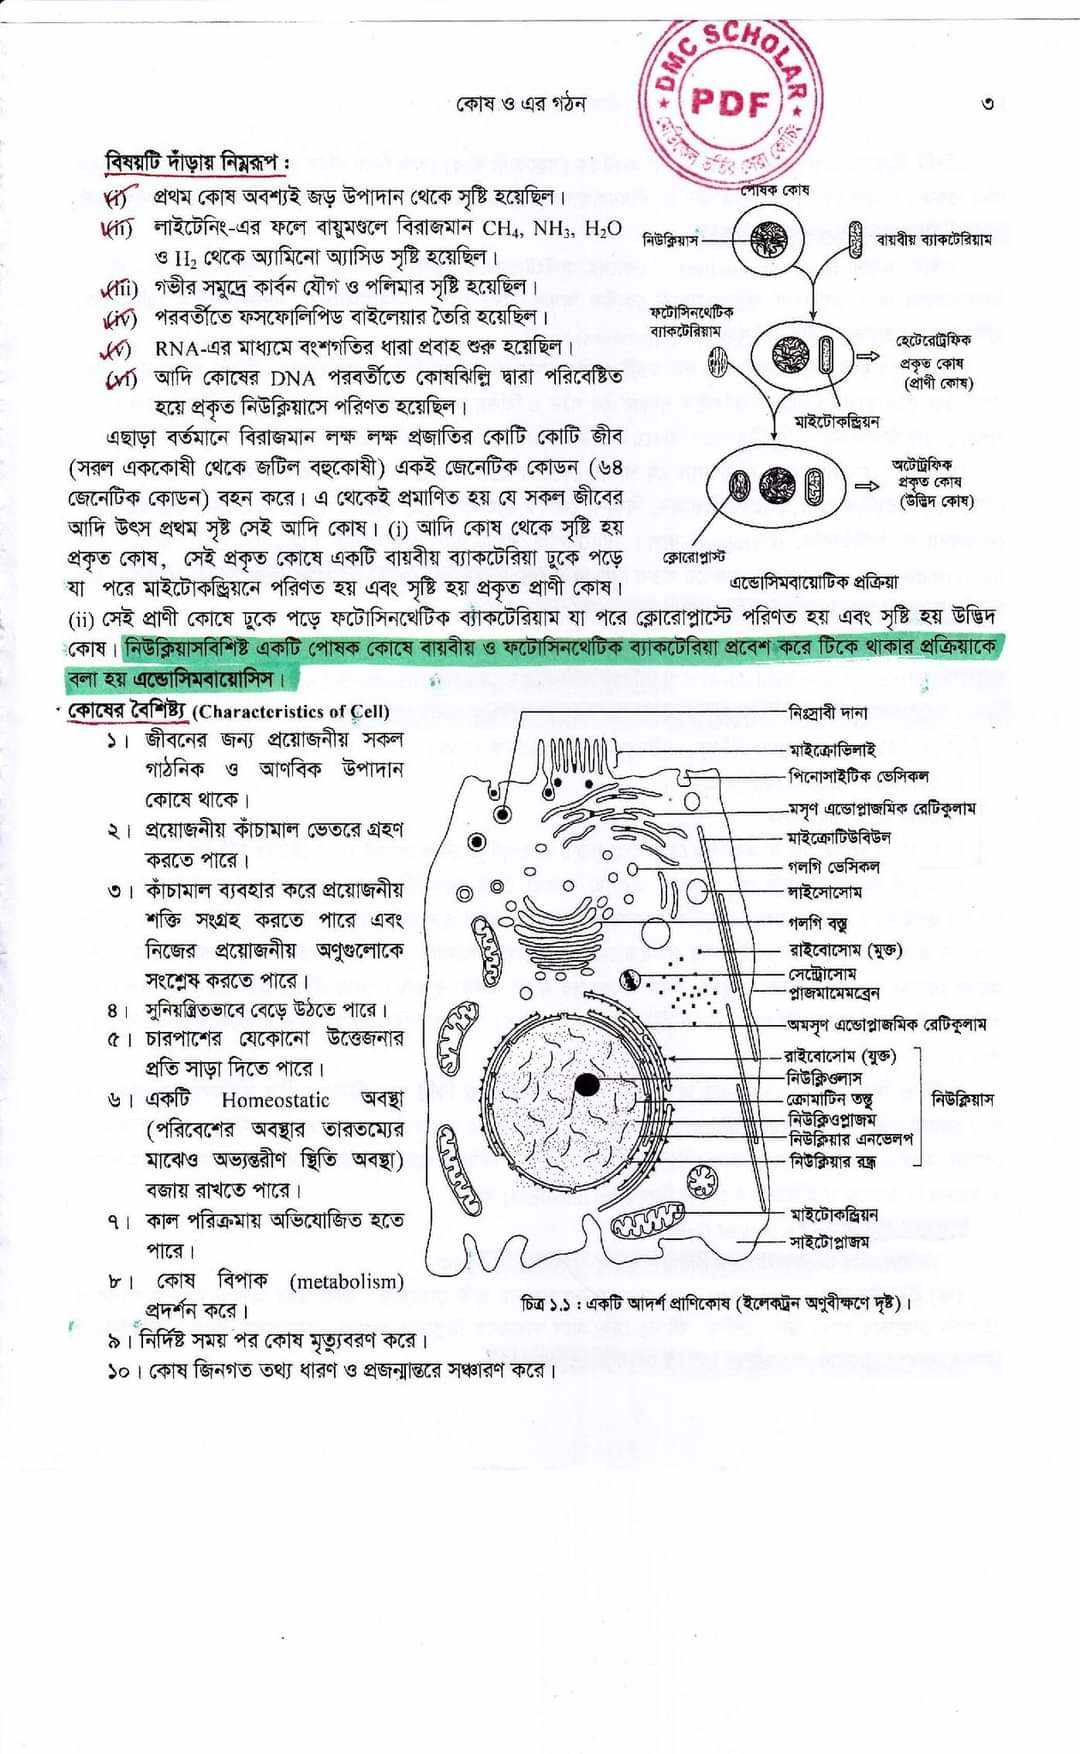 DMC SCHOLAR
PDF
কোষ ও এর গঠন
৩
বিষয়টি দাঁড়ায় নিম্নরূপ :
(i) প্রথম কোষ অবশ্যই জড় উপাদান থেকে সৃষ্টি হয়েছিল।
(ii) লাইটেনিং-এর ফলে বায়ুমণ্ডলে বিরাজমান CH₄, NH₃, H₂O
ও H₂ থেকে অ্যামিনো অ্যাসিড সৃষ্টি হয়েছিল।
(iii) গভীর সমুদ্রে কার্বন যৌগ ও পলিমার সৃষ্টি হয়েছিল।
(iv) পরবর্তীতে ফসফোলিপিড বাইলেয়ার তৈরি হয়েছিল।
(v) RNA-এর মাধ্যমে বংশগতির ধারা প্রবাহ শুরু হয়েছিল।
(vi) আদি কোষের DNA পরবর্তীতে কোষঝিল্লি দ্বারা পরিবেষ্টিত
হয়ে প্রকৃত নিউক্লিয়াসে পরিণত হয়েছিল।
এছাড়া বর্তমানে বিরাজমান লক্ষ লক্ষ প্রজাতির কোটি কোটি জীব
(সরল এককোষী থেকে জটিল বহুকোষী) একই জেনেটিক কোডন (৬৪
জেনেটিক কোডন) বহন করে। এ থেকেই প্রমাণিত হয় যে সকল জীবের
আদি উৎস প্রথম সৃষ্ট সেই আদি কোষ। (i) আদি কোষ থেকে সৃষ্টি হয়
প্রকৃত কোষ, সেই প্রকৃত কোষে একটি বায়বীয় ব্যাকটেরিয়া ঢুকে পড়ে
যা পরে মাইটোকন্ড্রিয়নে পরিণত হয় এবং সৃষ্টি হয় প্রকৃত প্রাণী কোষ।
পোষক কোষ
নিউক্লিয়াস
বায়বীয় ব্যাকটেরিয়াম
ফটোসিনথেটিক
ব্যাকটেরিয়াম
হেটেরোট্রফিক
প্রকৃত কোষ
(প্রাণী কোষ)
মাইটোকন্ড্রিয়ন
অটোট্রফিক
প্রকৃত কোষ
(উদ্ভিদ কোষ)
ক্লোরোপ্লাস্ট
এন্ডোসিমবায়োটিক প্রক্রিয়া
(ii) সেই প্রাণী কোষে ঢুকে পড়ে ফটোসিনথেটিক ব্যাকটেরিয়াম যা পরে ক্লোরোপ্লাস্টে পরিণত হয় এবং সৃষ্টি হয় উদ্ভিদ
কোষ। নিউক্লিয়াসবিশিষ্ট একটি পোষক কোষে বায়বীয় ও ফটোসিনথেটিক ব্যাকটেরিয়া প্রবেশ করে টিকে থাকার প্রক্রিয়াকে
বলা হয় এন্ডোসিমবায়োসিস।
কোষের বৈশিষ্ট্য (Characteristics of Cell)
১। জীবনের জন্য প্রয়োজনীয় সকল
গাঠনিক ও আণবিক উপাদান
কোষে থাকে।
২। প্রয়োজনীয় কাঁচামাল ভেতরে গ্রহণ
করতে পারে।
৩। কাঁচামাল ব্যবহার করে প্রয়োজনীয়
শক্তি সংগ্রহ করতে পারে এবং
নিজের প্রয়োজনীয় অণুগুলোকে
সংশ্লেষ করতে পারে।
৪। সুনিয়ন্ত্রিতভাবে বেড়ে উঠতে পারে।
৫। চারপাশের যেকোনো উত্তেজনার
প্রতি সাড়া দিতে পারে।
৬। একটি Homeostatic অবস্থা
(পরিবেশের অবস্থার তারতম্যের
মাঝেও অভ্যন্তরীণ স্থিতি অবস্থা)
বজায় রাখতে পারে।
৭। কাল পরিক্রমায় অভিযোজিত হতে
পারে।
৮। কোষ বিপাক (metabolism)
প্রদর্শন করে।
৯। নির্দিষ্ট সময় পর কোষ মৃত্যুবরণ করে।
১০। কোষ জিনগত তথ্য ধারণ ও প্রজন্মান্তরে সঞ্চারণ করে।
নিঃস্রাবী দানা
মাইক্রোভিলাই
পিনোসাইটিক ভেসিকল
মসৃণ এন্ডোপ্লাজমিক রেটিকুলাম
মাইক্রোটিউবিউল
গলগি ভেসিকল
লাইসোসোম
গলগি বস্তু
রাইবোসোম (মুক্ত)
সেন্ট্রোসোম
প্লাজমামেমব্রেন
অমসৃণ এন্ডোপ্লাজমিক রেটিকুলাম
রাইবোসোম (যুক্ত)
নিউক্লিওলাস
ক্রোমাটিন তন্তু
নিউক্লিয়াস
নিউক্লিওপ্লাজম
নিউক্লিয়ার এনভেলপ
নিউক্লিয়ার রন্ধ্র
মাইটোকন্ড্রিয়ন
সাইটোপ্লাজম
চিত্র ১.১ : একটি আদর্শ প্রাণিকোষ (ইলেকট্রন অণুবীক্ষণে দৃষ্ট)।